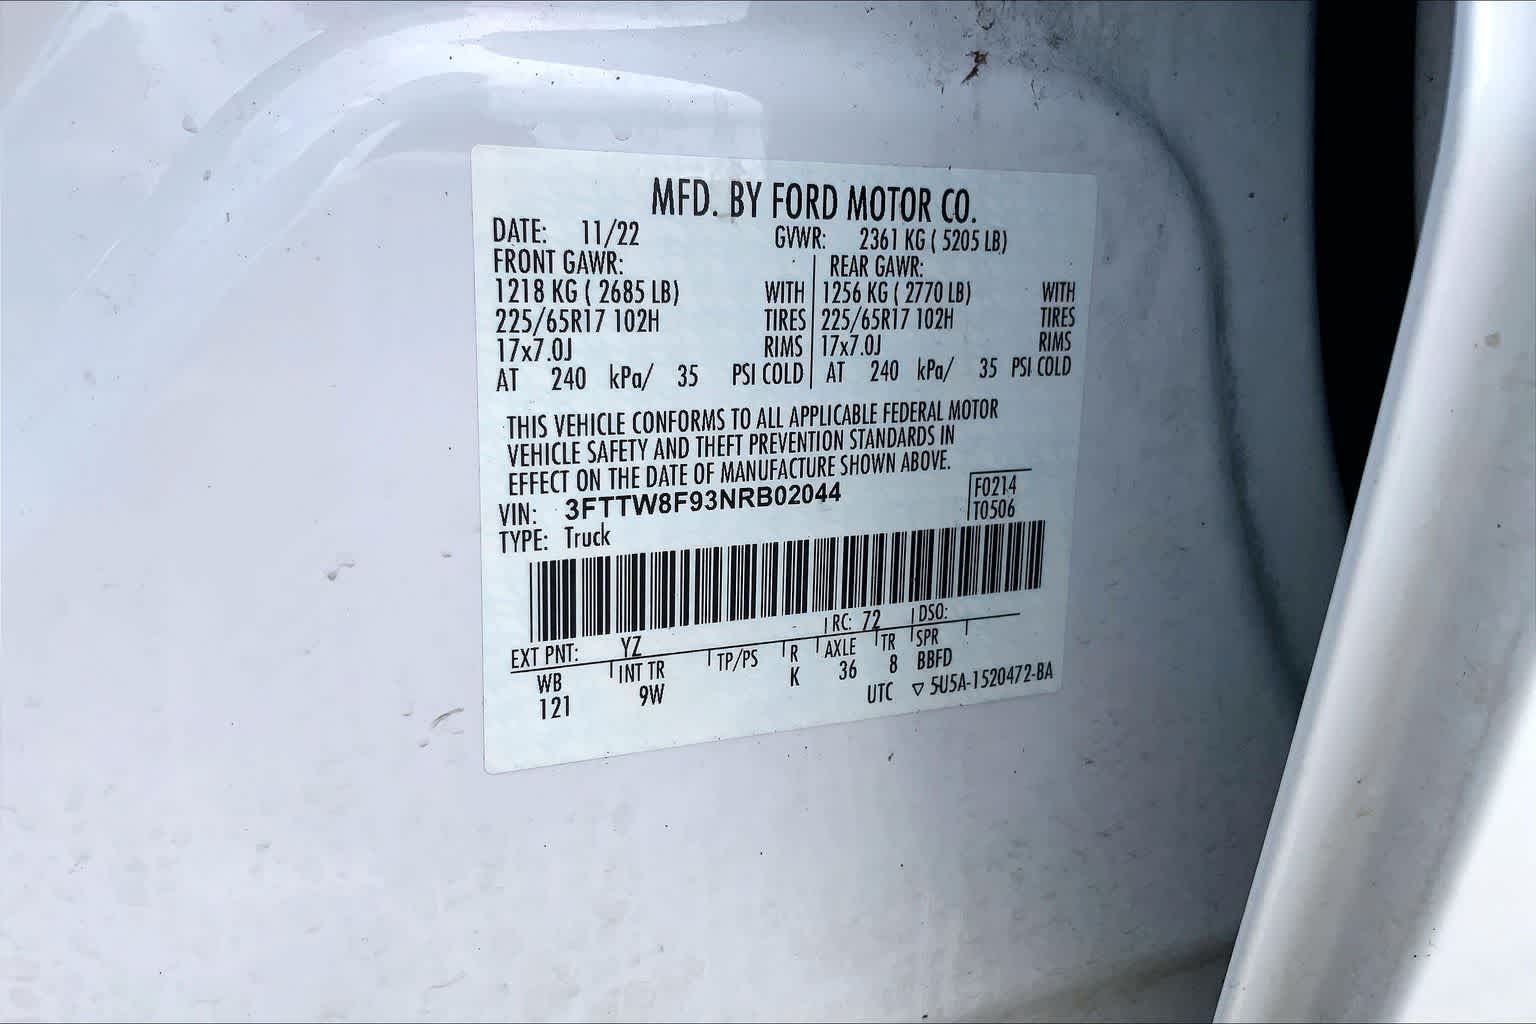 MFD. BY FORD MOTOR CO.
DATE: 11/22 GVWR: 2361 KG ( 5205 LB)
FRONT GAWR: REAR GAWR:
1218 KG ( 2685 LB) WITH 1256 KG ( 2770 LB) WITH
225/65R17 102H TIRES 225/65R17 102H TIRES
17x7.0J RIMS 17x7.0J RIMS
AT 240 kPa/ 35 PSI COLD AT 240 kPa/ 35 PSI COLD
THIS VEHICLE CONFORMS TO ALL APPLICABLE FEDERAL MOTOR
VEHICLE SAFETY AND THEFT PREVENTION STANDARDS IN
EFFECT ON THE DATE OF MANUFACTURE SHOWN ABOVE.
VIN: 3FTTW8F93NRB02044 F0214
TYPE: Truck T0506
EXT PNT: YZ RC: 72 DSO:
WB INT TR TP/PS R AXLE TR SPR
121 9W K 36 8 BBFD
UTC ▽ 5U5A-1520472-BA